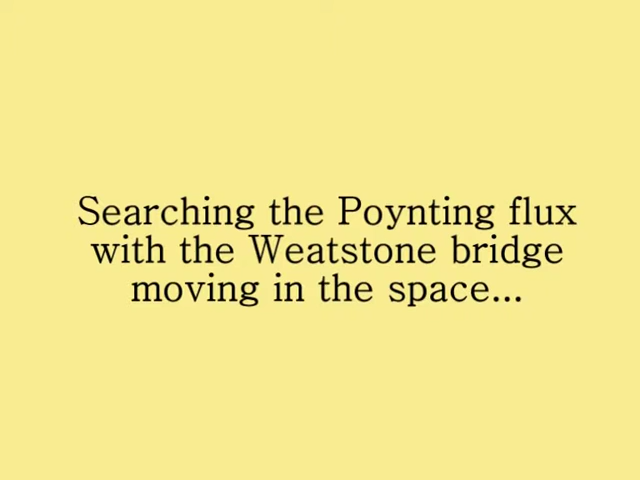 Searching the Poynting flux
with the Weatstone bridge
moving in the space...